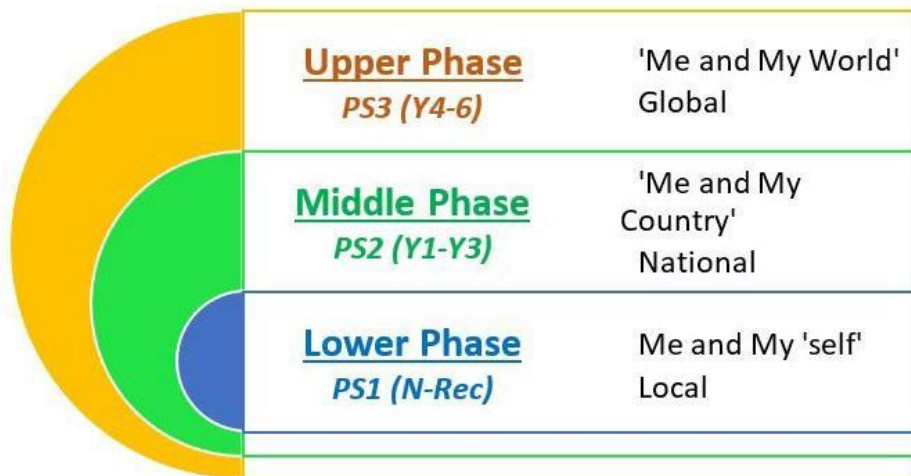 Upper Phase
PS3 (Y4-6)
'Me and My World'
Global
Middle Phase
PS2 (Y1-Y3)
'Me and My
Country'
National
Lower Phase
PS1 (N-Rec)
Me and My 'self'
Local